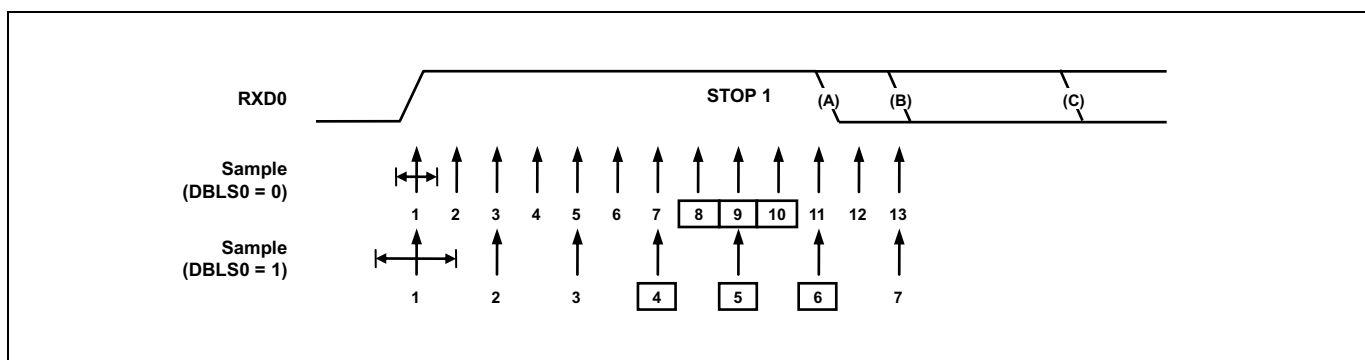 RXD0
STOP 1
(A)
(B)
(C)
Sample
(DBLS0 = 0)
1 2 3 4 5 6 7 8 9 10 11 12 13
Sample
(DBLS0 = 1)
1 2 3 4 5 6 7